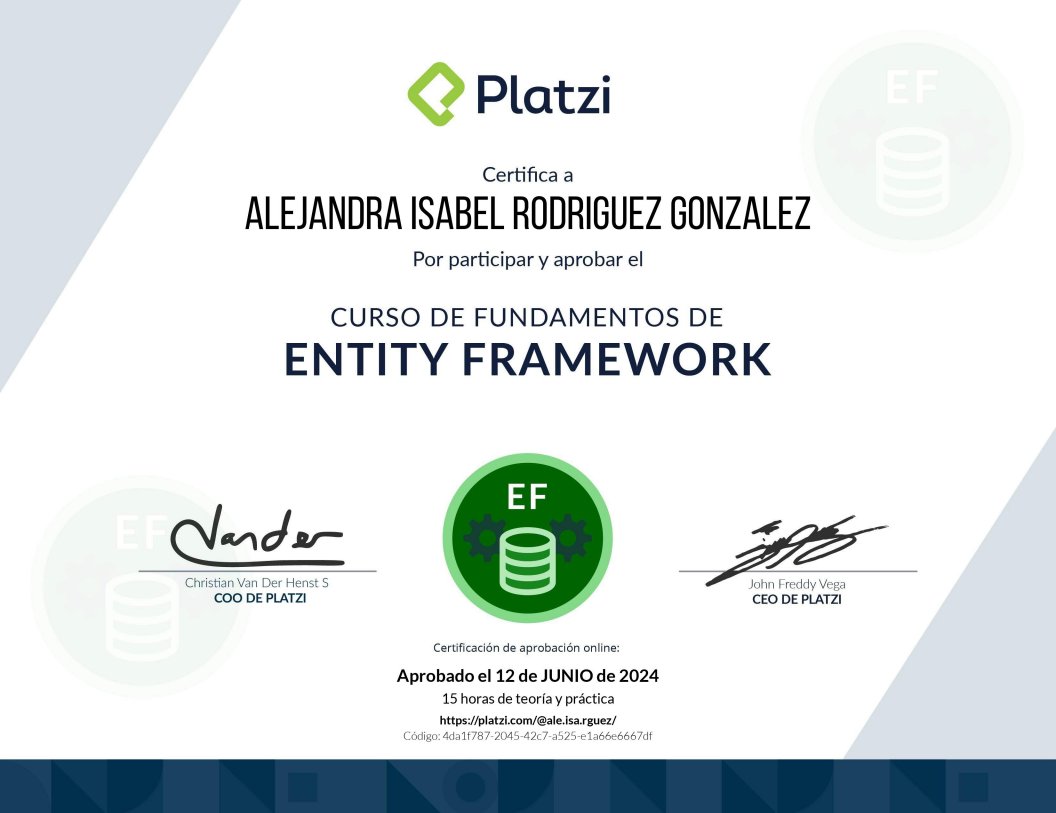 Platzi
EF
Certifica a
ALEJANDRA ISABEL RODRIGUEZ GONZALEZ
Por participar y aprobar el
CURSO DE FUNDAMENTOS DE
ENTITY FRAMEWORK
EF
EF
Vander
Christian Van Der Henst S
COO DE PLATZI
John Freddy Vega
CEO DE PLATZI
Certificación de aprobación online:
Aprobado el 12 de JUNIO de 2024
15 horas de teoría y práctica
https://platzi.com/@ale.isa.rguez/
Código: 4da1f787-2045-42c7-a525-e1a66e6667df